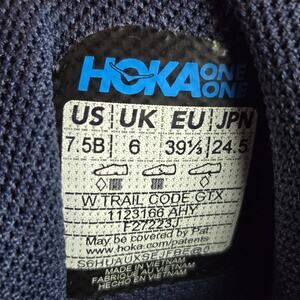 HOKA ONE ONE
US | UK | EU | JPN
7.5B | 6 | 39⅓ | 24.5
W TRAIL CODE GTX
1123166 AHY
F27223J
May be covered by Pat.
www.hoka.com/patents
MADE IN VIETNAM
FABRIQUÉ AU VIETNAM
HECHO EN VIETNAM